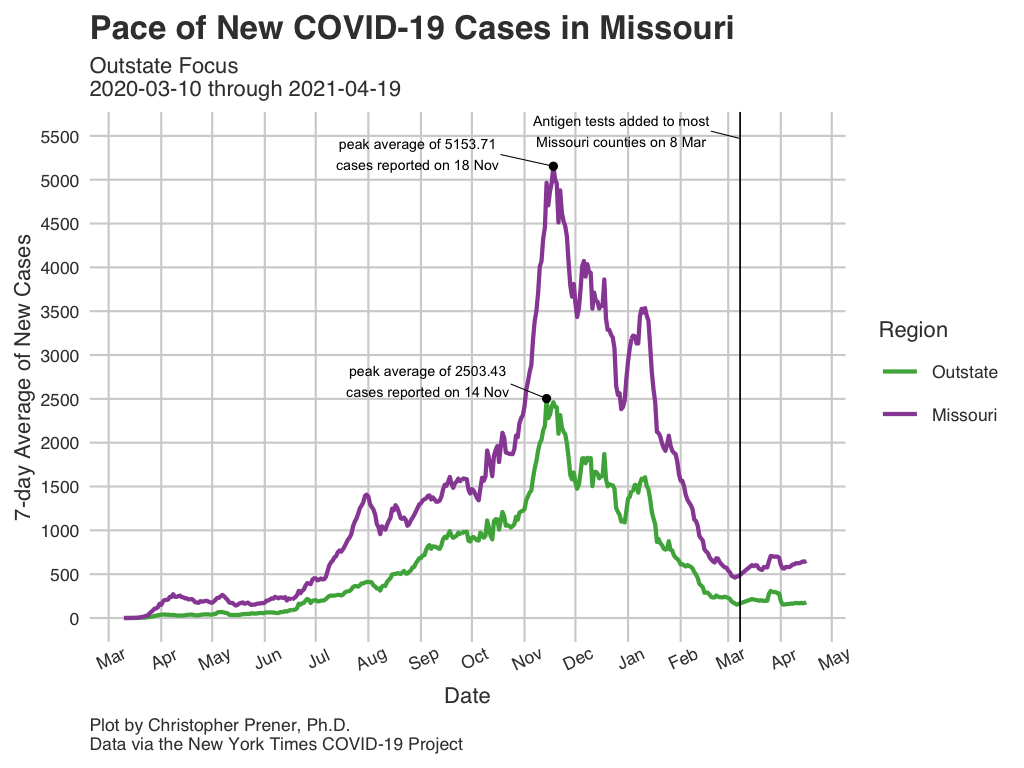 Pace of New COVID-19 Cases in Missouri
Outstate Focus
2020-03-10 through 2021-04-19
Antigen tests added to most
Missouri counties on 8 Mar
peak average of 5153.71
cases reported on 18 Nov
peak average of 2503.43
cases reported on 14 Nov
7-day Average of New Cases
5500
5000
4500
4000
3500
3000
2500
2000
1500
1000
500
0
Mar
Apr
May
Jun
Jul
Aug
Sep
Oct
Nov
Dec
Jan
Feb
Mar
Apr
May
Date
Region
Outstate
Missouri
Plot by Christopher Prener, Ph.D.
Data via the New York Times COVID-19 Project